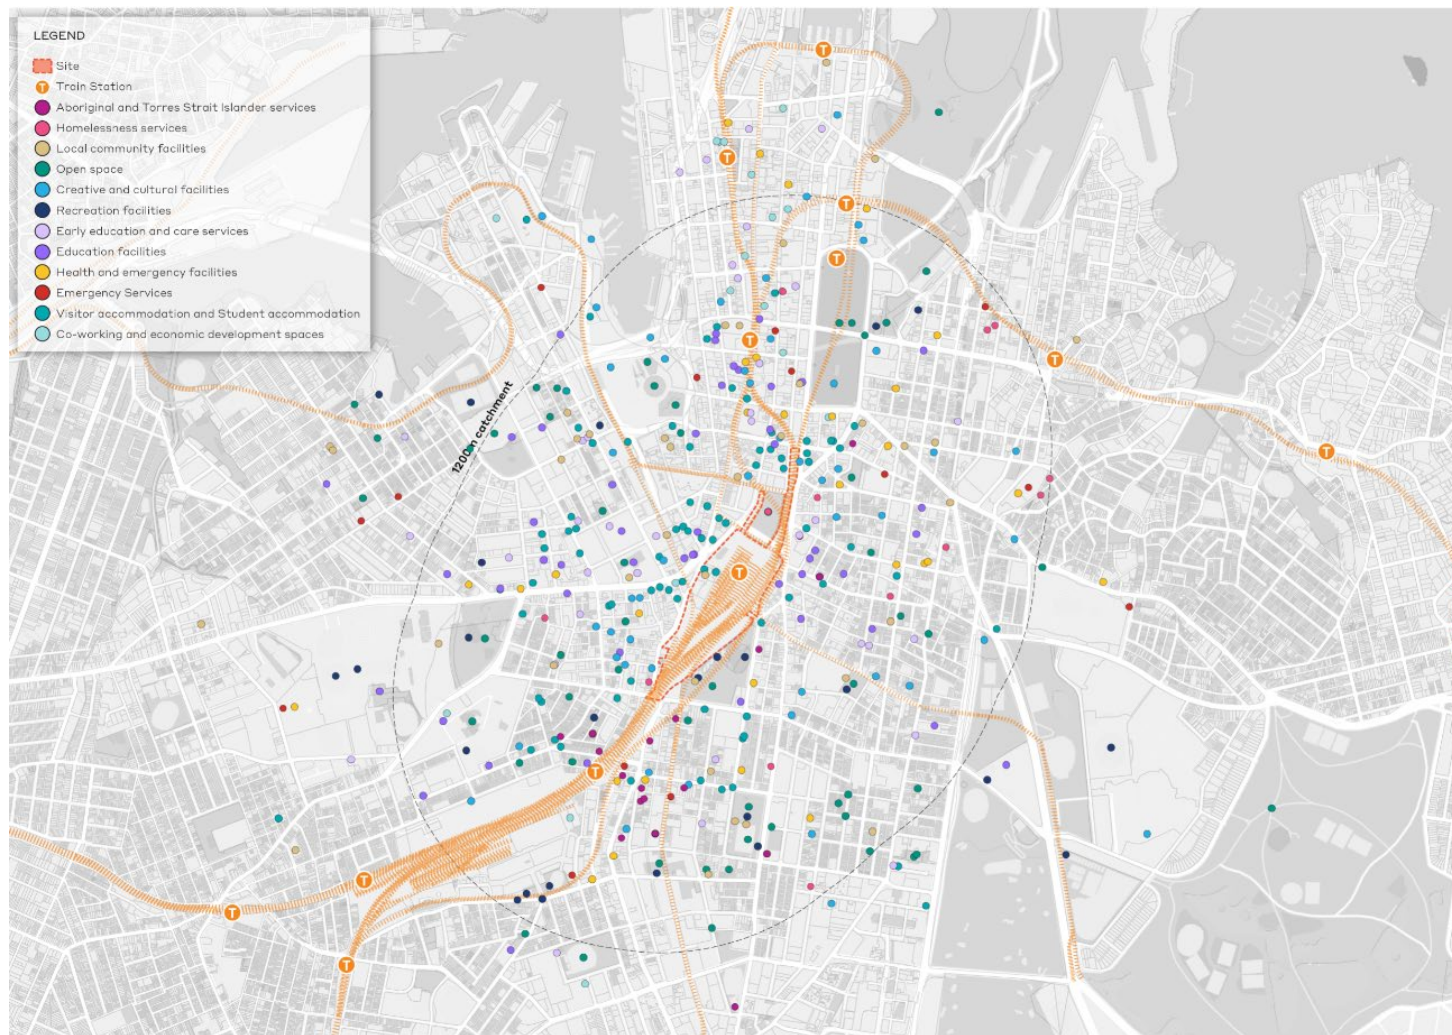 LEGEND
Site
T Train Station
Aboriginal and Torres Strait Islander services
Homelessness services
Local community facilities
Open space
Creative and cultural facilities
Recreation facilities
Early education and care services
Education facilities
Health and emergency facilities
Emergency Services
Visitor accommodation and Student accommodation
Co-working and economic development spaces
T
T
T
T
T
T
T
1200m catchment
T
T
T
T
T